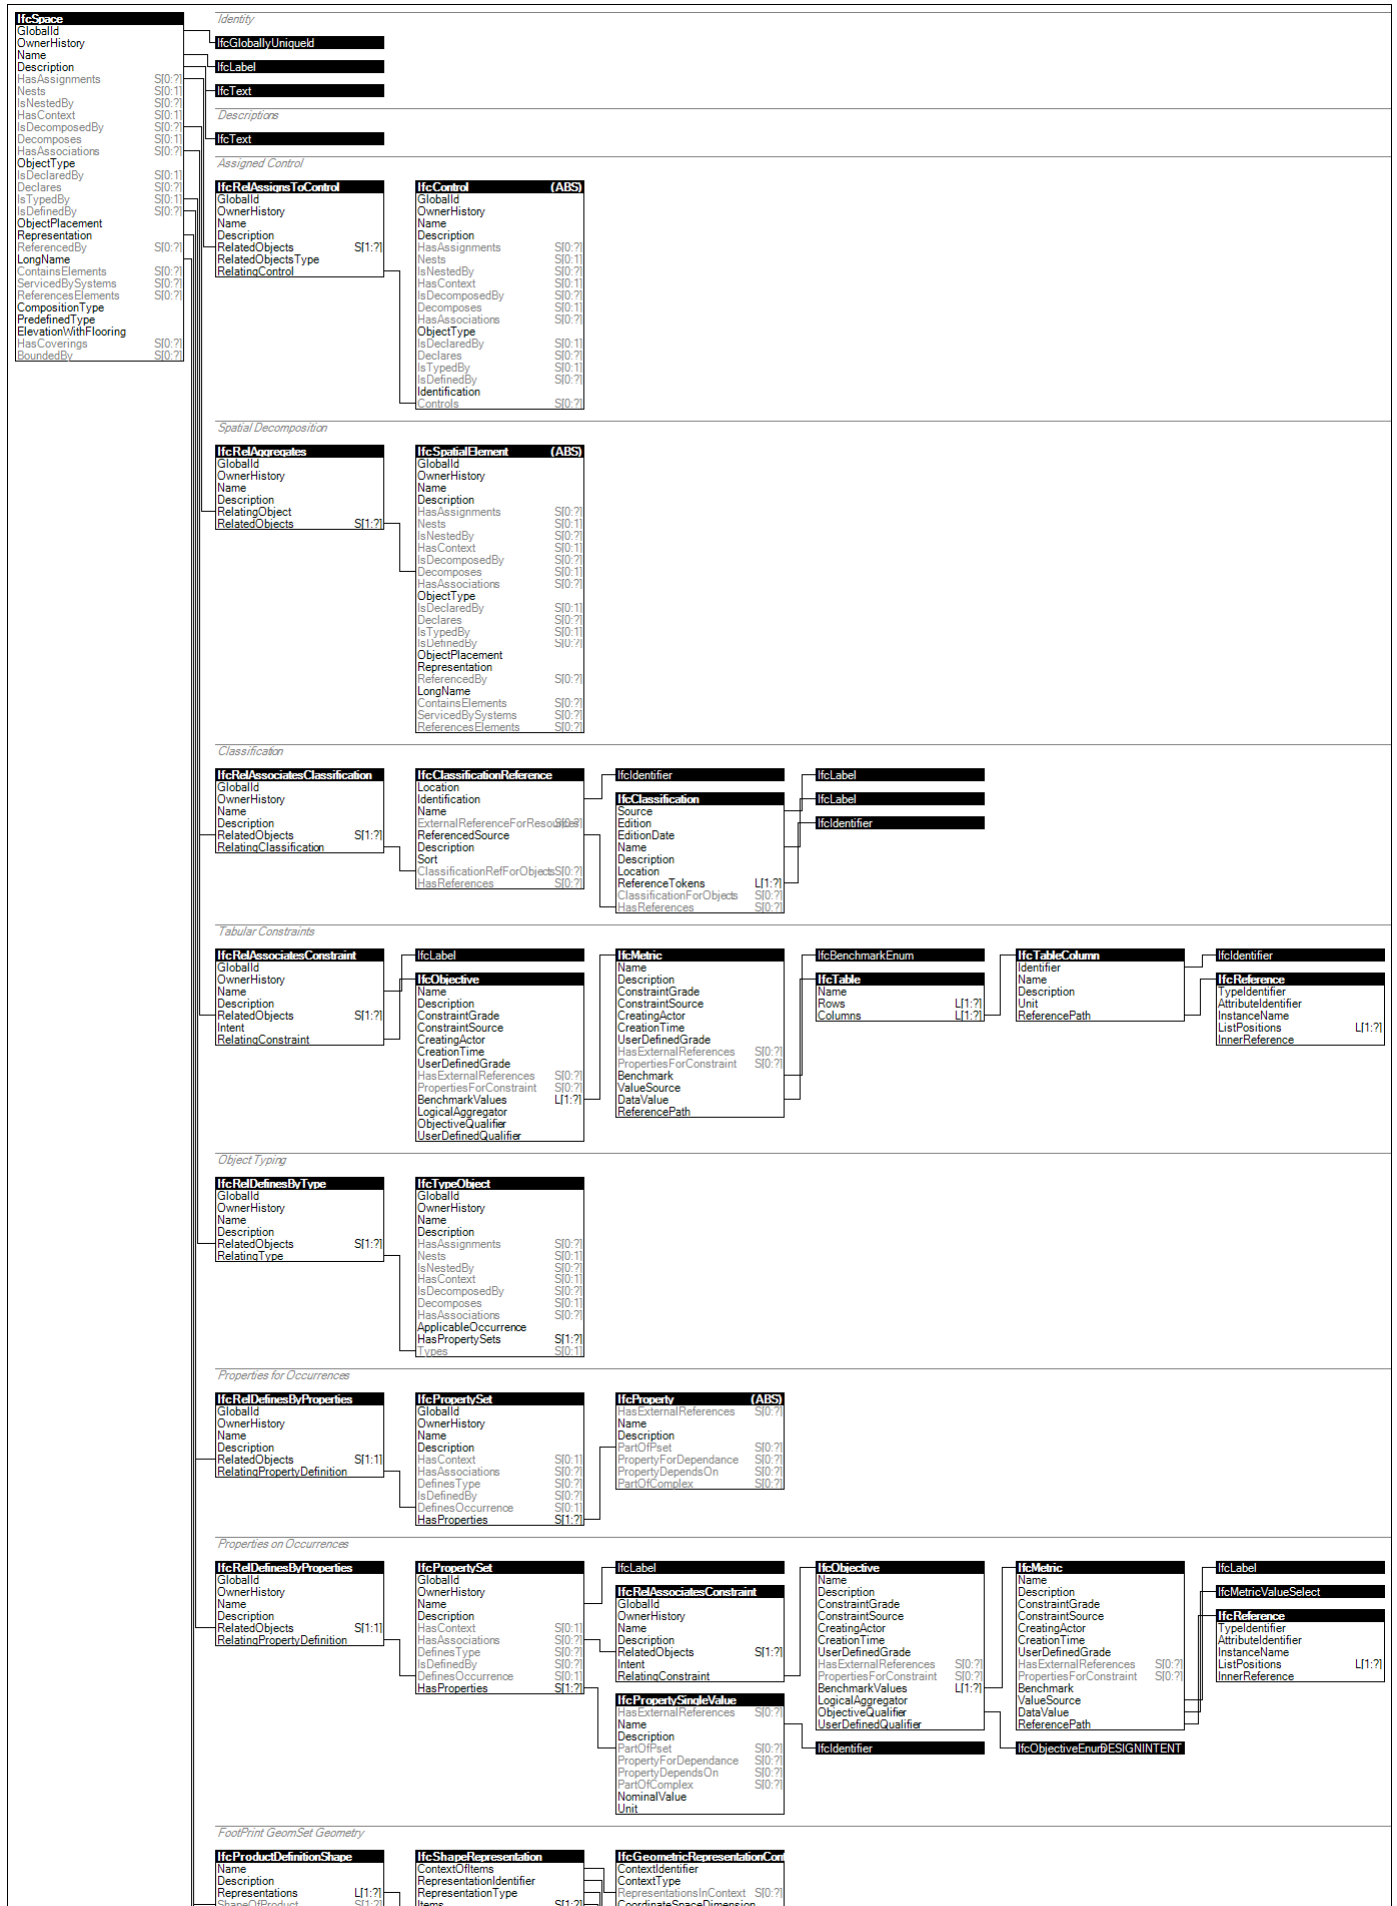 IfcSpace
GlobalId
OwnerHistory
Name
Description
HasAssignments S[0:?]
Nests S[0:1]
IsNestedBy S[0:?]
HasContext S[0:1]
IsDecomposedBy S[0:?]
Decomposes S[0:1]
HasAssociations S[0:?]
ObjectType
IsDeclaredBy S[0:1]
Declares S[0:?]
IsTypedBy S[0:1]
IsDefinedBy S[0:?]
ObjectPlacement
Representation
ReferencedBy S[0:?]
LongName
ContainsElements S[0:?]
ServicedBySystems S[0:?]
ReferencesElements S[0:?]
CompositionType
PredefinedType
ElevationWithFlooring
HasCoverings S[0:?]
BoundedBy S[0:?]
Identity
IfcGloballyUniqueId
IfcLabel
IfcText
Descriptions
IfcText
Assigned Control
IfcRelAssignsToControl
GlobalId
OwnerHistory
Name
Description
RelatedObjects S[1:?]
RelatedObjectsType
RelatingControl
IfcControl (ABS)
GlobalId
OwnerHistory
Name
Description
HasAssignments S[0:?]
Nests S[0:1]
IsNestedBy S[0:?]
HasContext S[0:1]
IsDecomposedBy S[0:?]
Decomposes S[0:1]
HasAssociations S[0:?]
ObjectType
IsDeclaredBy S[0:1]
Declares S[0:?]
IsTypedBy S[0:1]
IsDefinedBy S[0:?]
Identification
Controls S[0:?]
Spatial Decomposition
IfcRelAggregates
GlobalId
OwnerHistory
Name
Description
RelatingObject
RelatedObjects S[1:?]
IfcSpatialElement (ABS)
GlobalId
OwnerHistory
Name
Description
HasAssignments S[0:?]
Nests S[0:1]
IsNestedBy S[0:?]
HasContext S[0:1]
IsDecomposedBy S[0:?]
Decomposes S[0:1]
HasAssociations S[0:?]
ObjectType
IsDeclaredBy S[0:1]
Declares S[0:?]
IsTypedBy S[0:1]
IsDefinedBy S[0:?]
ObjectPlacement
Representation
ReferencedBy S[0:?]
LongName
ContainsElements S[0:?]
ServicedBySystems S[0:?]
ReferencesElements S[0:?]
Classification
IfcRelAssociatesClassification
GlobalId
OwnerHistory
Name
Description
RelatedObjects S[1:?]
RelatingClassification
IfcClassificationReference
Location
Identification
Name
ExternalReferenceForResources S[0:?]
ReferencedSource
Description
Sort
ClassificationRefForObjects S[0:?]
HasReferences S[0:?]
IfcIdentifier
IfcClassification
Source
Edition
EditionDate
Name
Description
Location
ReferenceTokens L[1:?]
ClassificationForObjects S[0:?]
HasReferences S[0:?]
IfcLabel
IfcLabel
IfcIdentifier
Tabular Constraints
IfcRelAssociatesConstraint
GlobalId
OwnerHistory
Name
Description
RelatedObjects S[1:?]
Intent
RelatingConstraint
IfcLabel
IfcObjective
Name
Description
ConstraintGrade
ConstraintSource
CreatingActor
CreationTime
UserDefinedGrade
HasExternalReferences S[0:?]
PropertiesForConstraint S[0:?]
BenchmarkValues L[1:?]
LogicalAggregator
ObjectiveQualifier
UserDefinedQualifier
IfcMetric
Name
Description
ConstraintGrade
ConstraintSource
CreatingActor
CreationTime
UserDefinedGrade
HasExternalReferences S[0:?]
PropertiesForConstraint S[0:?]
Benchmark
ValueSource
DataValue
ReferencePath
IfcBenchmarkEnum
IfcTable
Name
Rows L[1:?]
Columns L[1:?]
IfcTableColumn
Identifier
Name
Description
Unit
ReferencePath
IfcIdentifier
IfcReference
TypeIdentifier
AttributeIdentifier
InstanceName
ListPositions L[1:?]
InnerReference
Object Typing
IfcRelDefinesByType
GlobalId
OwnerHistory
Name
Description
RelatedObjects S[1:?]
RelatingType
IfcTypeObject
GlobalId
OwnerHistory
Name
Description
HasAssignments S[0:?]
Nests S[0:1]
IsNestedBy S[0:?]
HasContext S[0:1]
IsDecomposedBy S[0:?]
Decomposes S[0:1]
HasAssociations S[0:?]
ApplicableOccurrence
HasPropertySets S[1:?]
Types S[0:1]
Properties for Occurrences
IfcRelDefinesByProperties
GlobalId
OwnerHistory
Name
Description
RelatedObjects S[1:1]
RelatingPropertyDefinition
IfcPropertySet
GlobalId
OwnerHistory
Name
Description
HasContext S[0:1]
HasAssociations S[0:?]
DefinesType S[0:?]
IsDefinedBy S[0:?]
DefinesOccurrence S[0:1]
HasProperties S[1:?]
IfcProperty (ABS)
HasExternalReferences S[0:?]
Name
Description
PartOfPset S[0:?]
PropertyForDependance S[0:?]
PropertyDependsOn S[0:?]
PartOfComplex S[0:?]
Properties on Occurrences
IfcRelDefinesByProperties
GlobalId
OwnerHistory
Name
Description
RelatedObjects S[1:1]
RelatingPropertyDefinition
IfcPropertySet
GlobalId
OwnerHistory
Name
Description
HasContext S[0:1]
HasAssociations S[0:?]
DefinesType S[0:?]
IsDefinedBy S[0:?]
DefinesOccurrence S[0:1]
HasProperties S[1:?]
IfcLabel
IfcRelAssociatesConstraint
GlobalId
OwnerHistory
Name
Description
RelatedObjects S[1:?]
Intent
RelatingConstraint
IfcPropertySingleValue
HasExternalReferences S[0:?]
Name
Description
PartOfPset S[0:?]
PropertyForDependance S[0:?]
PropertyDependsOn S[0:?]
PartOfComplex S[0:?]
NominalValue
Unit
IfcObjective
Name
Description
ConstraintGrade
ConstraintSource
CreatingActor
CreationTime
UserDefinedGrade
HasExternalReferences S[0:?]
PropertiesForConstraint S[0:?]
BenchmarkValues L[1:?]
LogicalAggregator
ObjectiveQualifier
UserDefinedQualifier
IfcIdentifier
IfcMetric
Name
Description
ConstraintGrade
ConstraintSource
CreatingActor
CreationTime
UserDefinedGrade
HasExternalReferences S[0:?]
PropertiesForConstraint S[0:?]
Benchmark
ValueSource
DataValue
ReferencePath
IfcObjectiveEnum DESIGNINTENT
IfcLabel
IfcMetricValueSelect
IfcReference
TypeIdentifier
AttributeIdentifier
InstanceName
ListPositions L[1:?]
InnerReference
FootPrint GeomSet Geometry
IfcProductDefinitionShape
Name
Description
Representations L[1:?]
ShapeOfProduct S[1:?]
IfcShapeRepresentation
ContextOfItems
RepresentationIdentifier
RepresentationType
Items S[1:?]
IfcGeometricRepresentationCont
ContextIdentifier
ContextType
RepresentationsInContext S[0:?]
CoordinateSpaceDimension